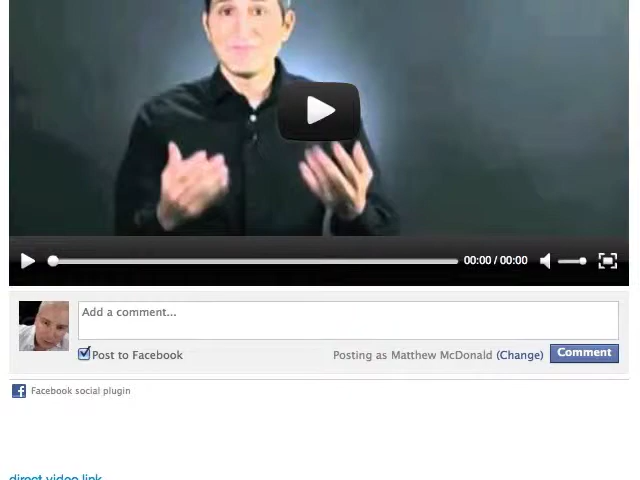 00:00 / 00:00
Add a comment...
Post to Facebook
Posting as Matthew McDonald (Change)
Comment
Facebook social plugin
direct video link